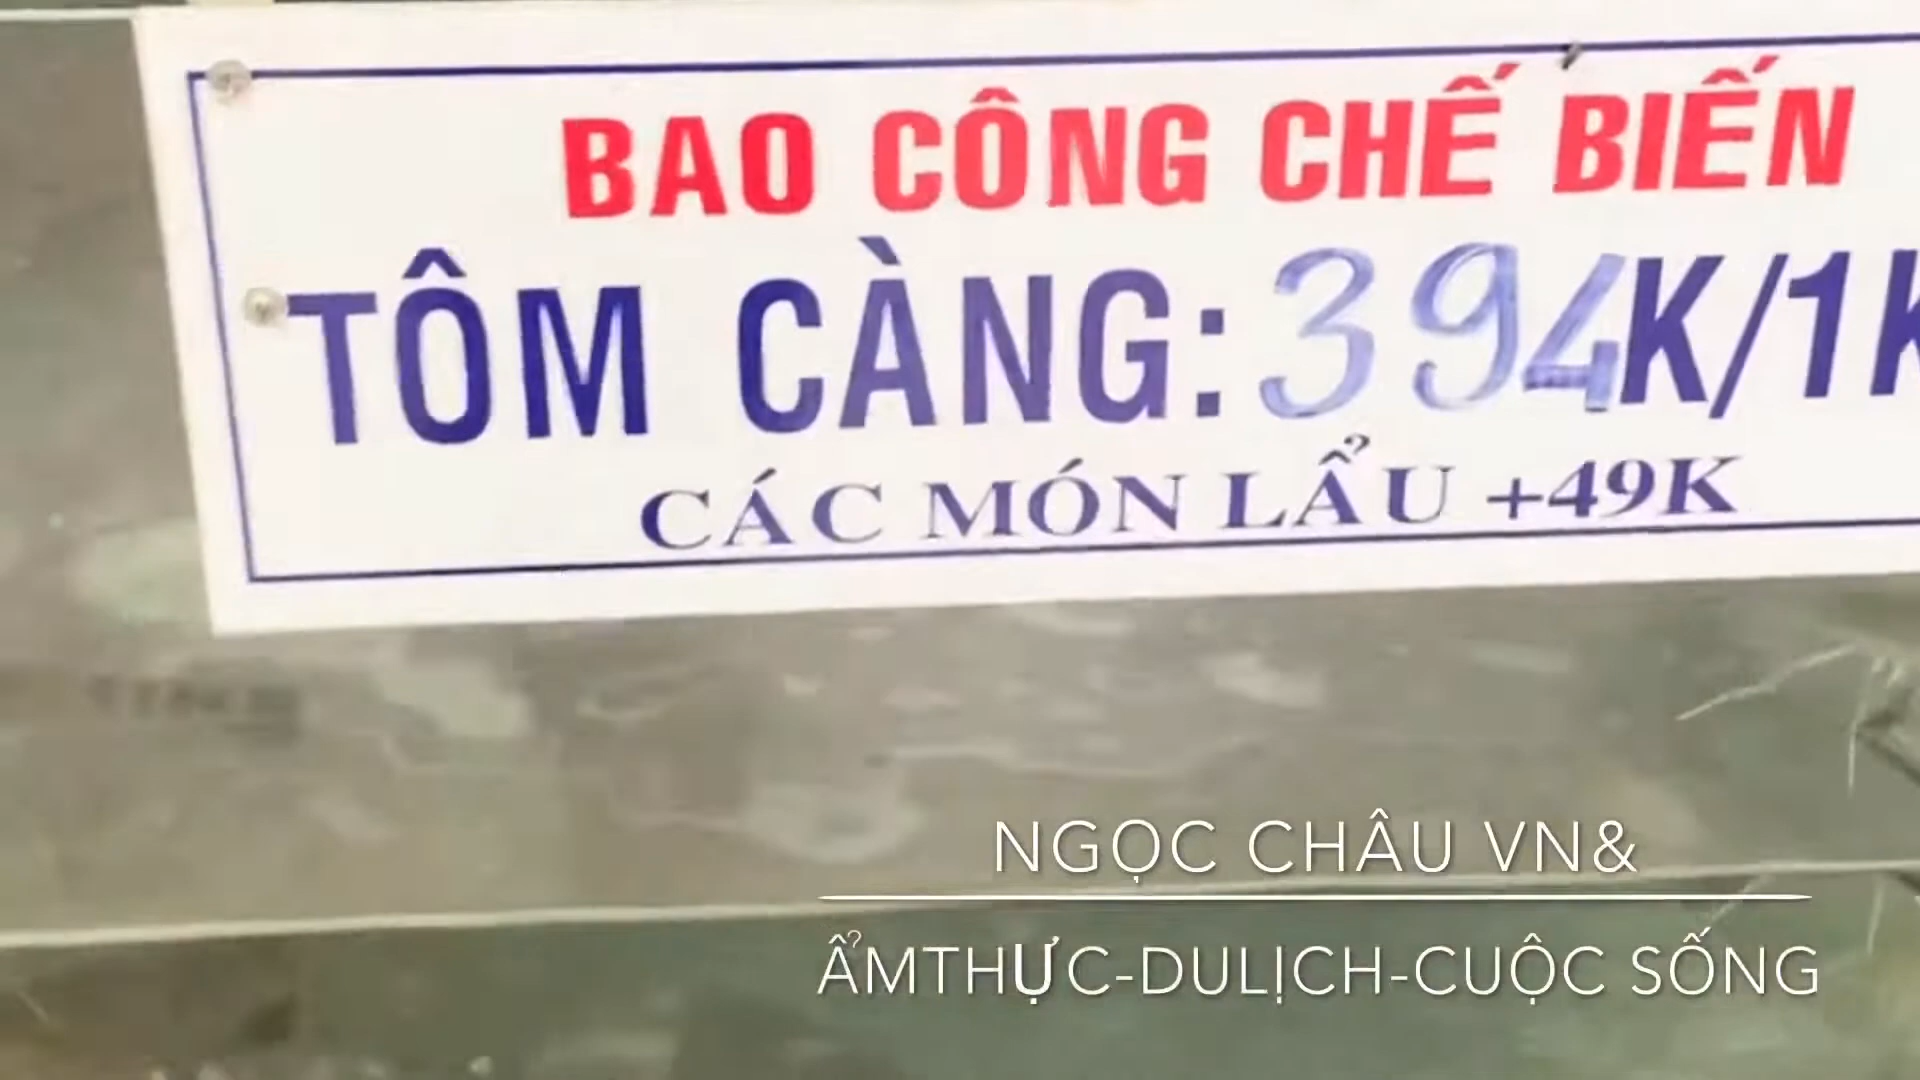 BAO CÔNG CHẾ BIẾN
TÔM CÀNG: 394K/1K
CÁC MÓN LẨU +49K
NGỌC CHÂU VN&
ẨMTHỰC-DULỊCH-CUỘC SỐNG